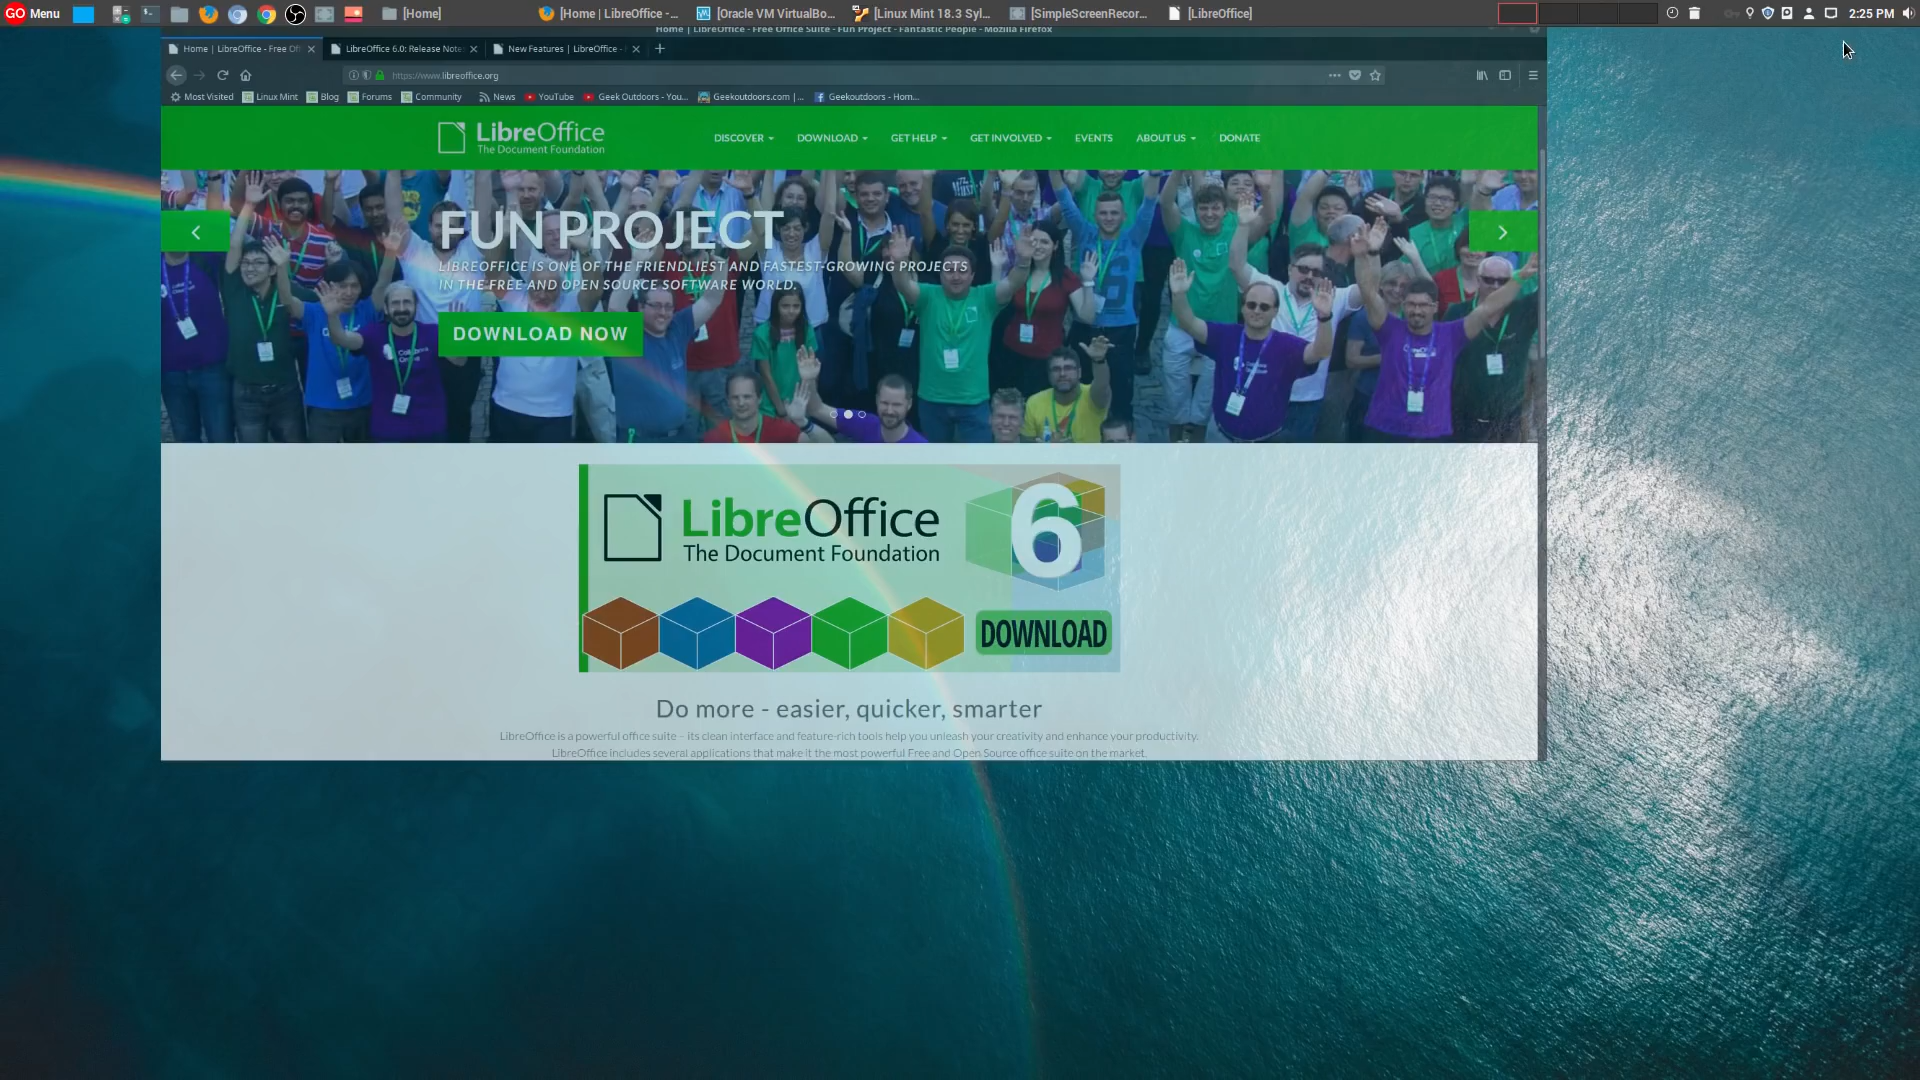 GO Menu
[Home]
[Home | LibreOffice -...
[Oracle VM VirtualBo...
[Linux Mint 18.3 Syl...
[SimpleScreenRecor...
[LibreOffice]
2:25 PM
Home | LibreOffice - Free Office Suite - Fun Project - Fantastic People - Mozilla Firefox
Home | LibreOffice - Free Of
LibreOffice 6.0: Release Note
New Features | LibreOffice -
https://www.libreoffice.org
Most Visited
Linux Mint
Blog
Forums
Community
News
YouTube
Geek Outdoors - You...
Geekoutdoors.com |...
Geekoutdoors - Hom...
LibreOffice
The Document Foundation
DISCOVER
DOWNLOAD
GET HELP
GET INVOLVED
EVENTS
ABOUT US
DONATE
FUN PROJECT
LIBREOFFICE IS ONE OF THE FRIENDLIEST AND FASTEST-GROWING PROJECTS
IN THE FREE AND OPEN SOURCE SOFTWARE WORLD.
DOWNLOAD NOW
LibreOffice
The Document Foundation
6
DOWNLOAD
Do more - easier, quicker, smarter
LibreOffice is a powerful office suite – its clean interface and feature-rich tools help you unleash your creativity and enhance your productivity.
LibreOffice includes several applications that make it the most powerful Free and Open Source office suite on the market.